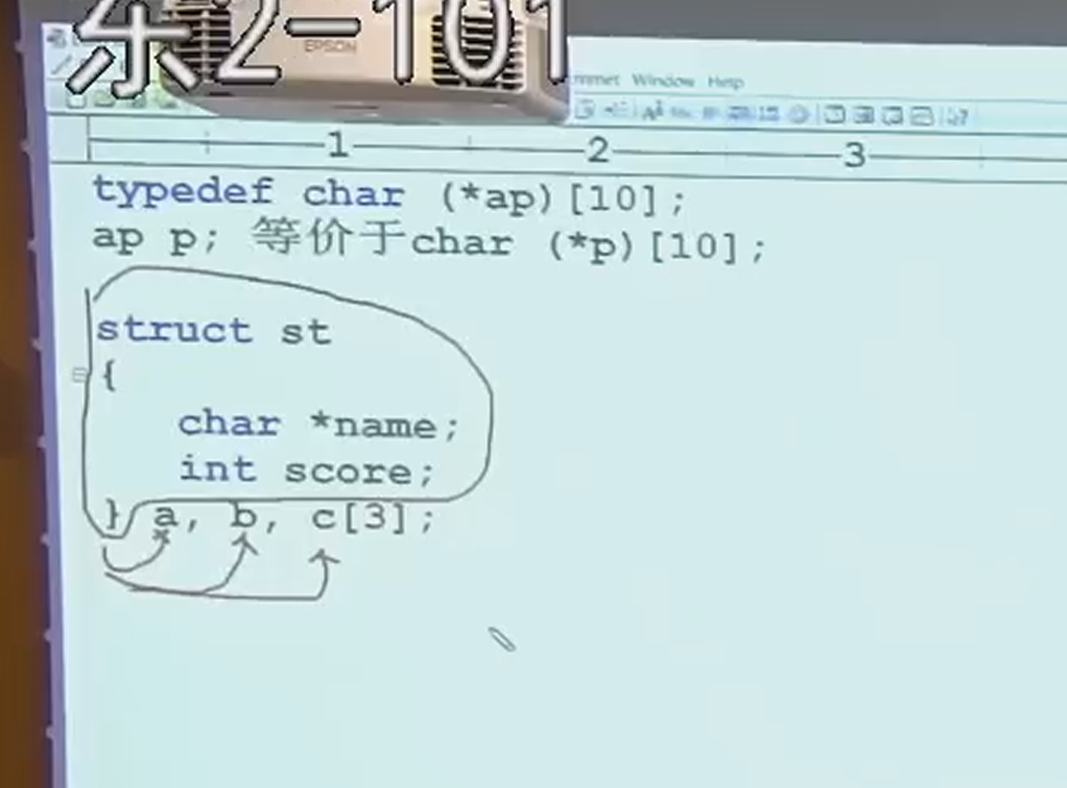 东2-101
EPSON
Window Help
1 2 3
typedef char (*ap)[10];
ap p; 等价于char (*p)[10];
struct st
{
char *name;
int score;
} a, b, c[3];